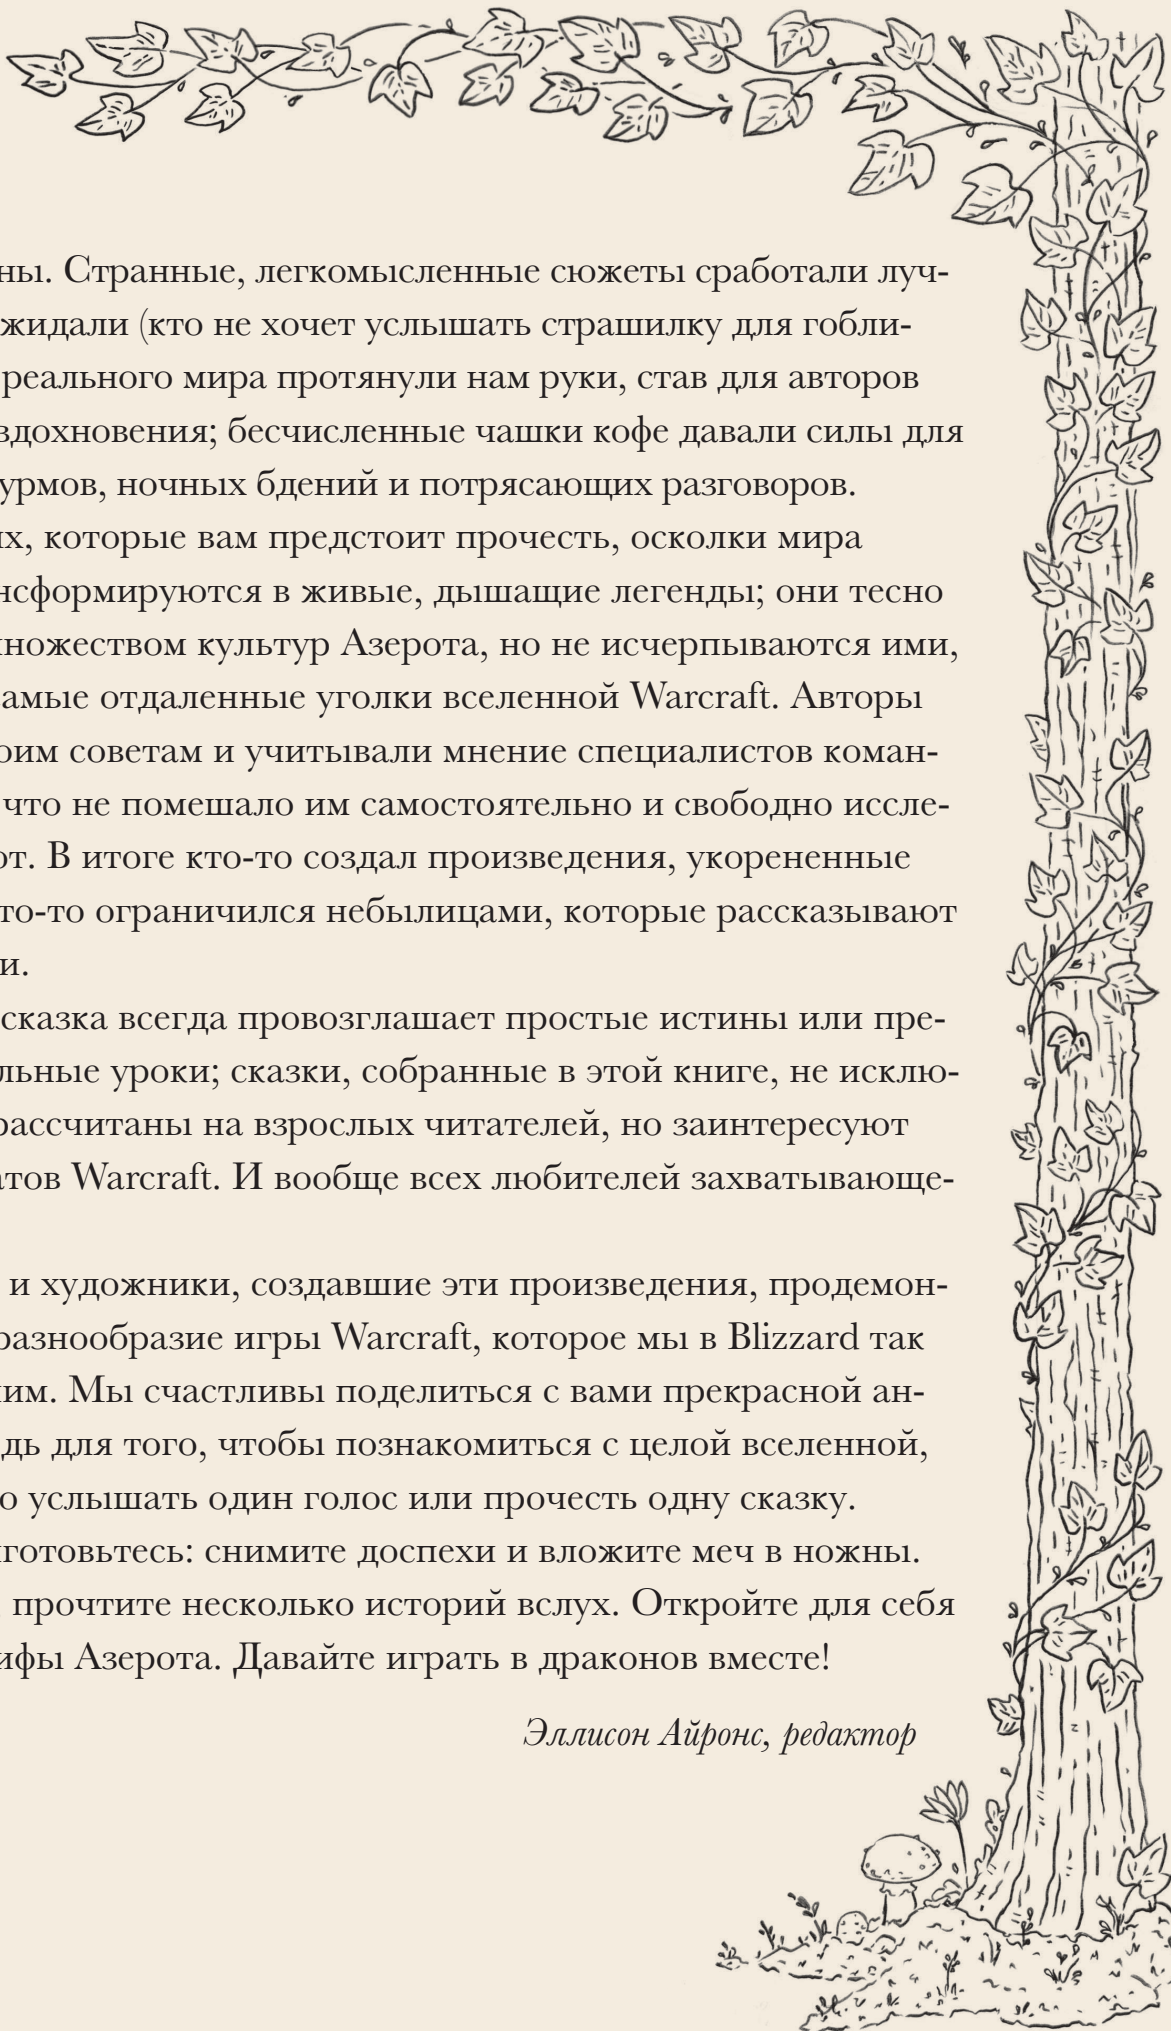 ны. Странные, легкомысленные сюжеты сработали луч-
жидали (кто не хочет услышать страшилку для гобли-
реального мира протянули нам руки, став для авторов
вдохновения; бесчисленные чашки кофе давали силы для
урмов, ночных бдений и потрясающих разговоров.
их, которые вам предстоит прочесть, осколки мира
нсформируются в живые, дышащие легенды; они тесно
множеством культур Азерота, но не исчерпываются ими,
самые отдаленные уголки вселенной Warcraft. Авторы
оим советам и учитывали мнение специалистов коман-
что не помешало им самостоятельно и свободно иссле-
от. В итоге кто-то создал произведения, укорененные
то-то ограничился небылицами, которые рассказывают
и.
сказка всегда провозглашает простые истины или пре-
льные уроки; сказки, собранные в этой книге, не исклю-
рассчитаны на взрослых читателей, но заинтересуют
атов Warcraft. И вообще всех любителей захватывающе-
и художники, создавшие эти произведения, продемон-
разнообразие игры Warcraft, которое мы в Blizzard так
им. Мы счастливы поделиться с вами прекрасной ан-
дь для того, чтобы познакомиться с целой вселенной,
о услышать один голос или прочесть одну сказку.
иготовьтесь: снимите доспехи и вложите меч в ножны.
прочтите несколько историй вслух. Откройте для себя
ифы Азерота. Давайте играть в драконов вместе!
Эллисон Айронс, редактор